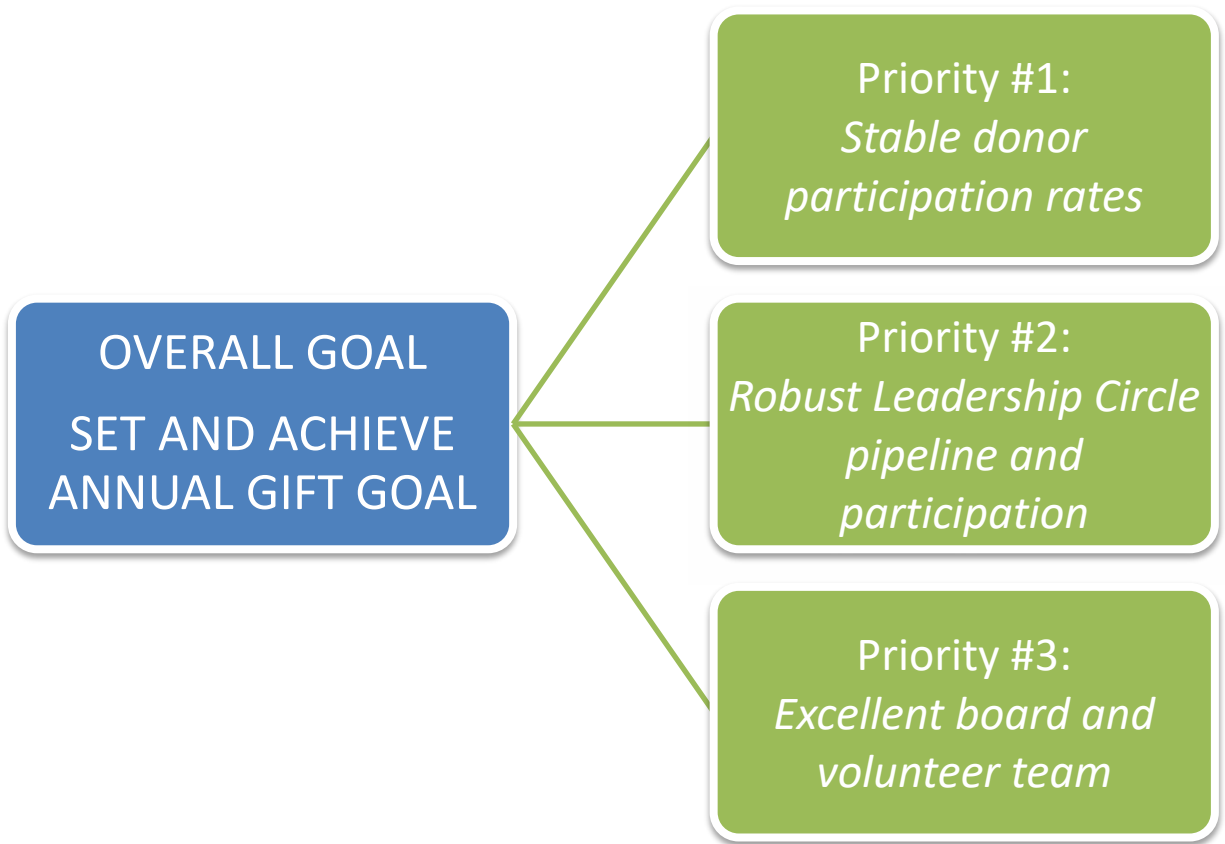 OVERALL GOAL
SET AND ACHIEVE
ANNUAL GIFT GOAL
Priority #1:
Stable donor
participation rates
Priority #2:
Robust Leadership Circle
pipeline and
participation
Priority #3:
Excellent board and
volunteer team